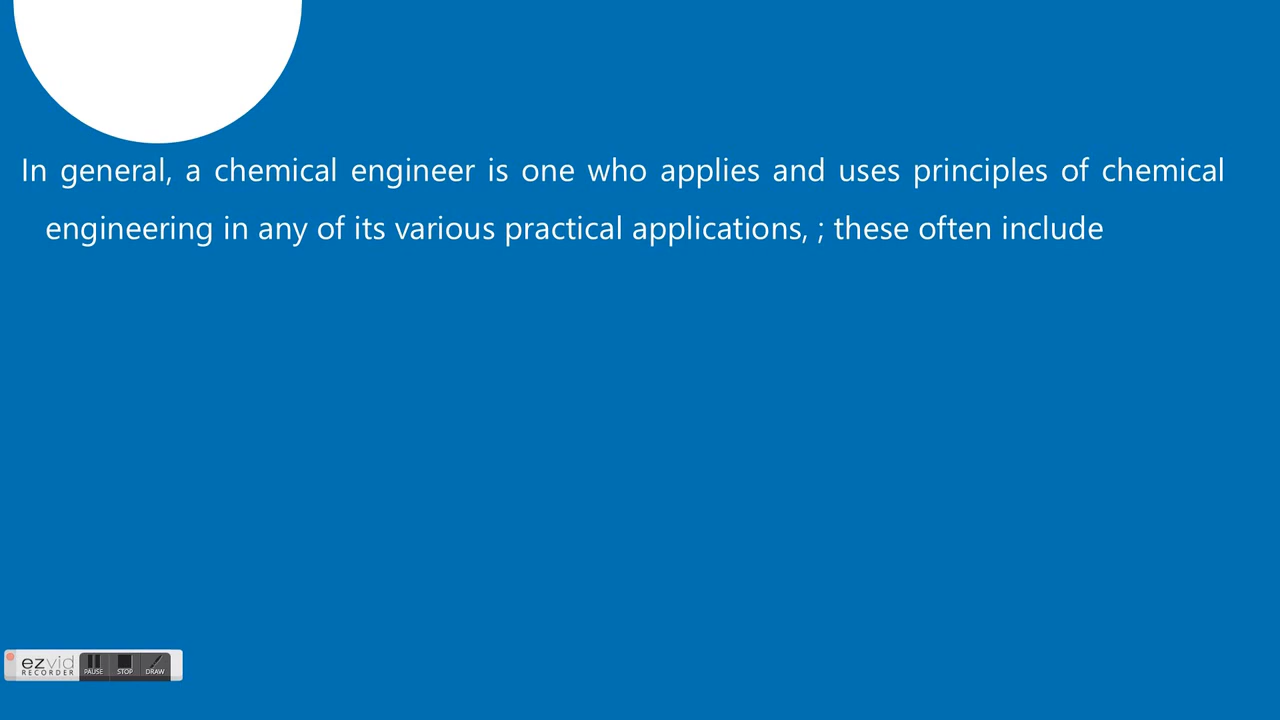 In general, a chemical engineer is one who applies and uses principles of chemical
engineering in any of its various practical applications, ; these often include
ezvid
RECORDER
PAUSE STOP DRAW